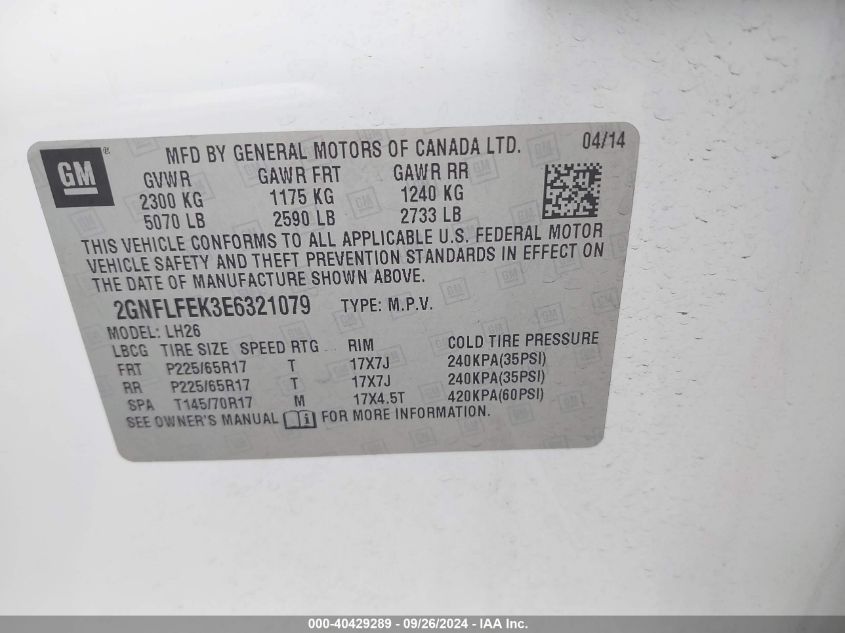 GM ® MFD BY GENERAL MOTORS OF CANADA LTD. 04/14
GVWR GAWR FRT GAWR RR
2300 KG 1175 KG 1240 KG
5070 LB 2590 LB 2733 LB
THIS VEHICLE CONFORMS TO ALL APPLICABLE U.S. FEDERAL MOTOR
VEHICLE SAFETY AND THEFT PREVENTION STANDARDS IN EFFECT ON
THE DATE OF MANUFACTURE SHOWN ABOVE.
2GNFLFEK3E6321079 TYPE: M.P.V.
MODEL: LH26
LBCG TIRE SIZE SPEED RTG RIM COLD TIRE PRESSURE
FRT P225/65R17 T 17X7J 240KPA(35PSI)
RR P225/65R17 T 17X7J 240KPA(35PSI)
SPA T145/70R17 M 17X4.5T 420KPA(60PSI)
SEE OWNER'S MANUAL FOR MORE INFORMATION.
000-40429289 - 09/26/2024 - IAA Inc.